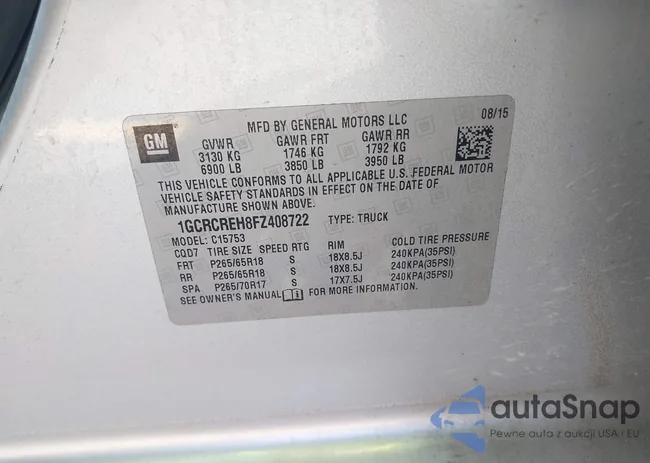 MFD BY GENERAL MOTORS LLC
08/15
GM
GVWR GAWR FRT GAWR RR
3130 KG 1746 KG 1792 KG
6900 LB 3850 LB 3950 LB
THIS VEHICLE CONFORMS TO ALL APPLICABLE U.S. FEDERAL MOTOR
VEHICLE SAFETY STANDARDS IN EFFECT ON THE DATE OF
MANUFACTURE SHOWN ABOVE.
1GCRCREH8FZ408722 TYPE: TRUCK
MODEL: C15753
CQD7 TIRE SIZE SPEED RTG RIM COLD TIRE PRESSURE
FRT P265/65R18 S 18X8.5J 240KPA(35PSI)
RR P265/65R18 S 18X8.5J 240KPA(35PSI)
SPA P265/70R17 S 17X7.5J 240KPA(35PSI)
SEE OWNER'S MANUAL FOR MORE INFORMATION.
autaSnap
Pewne auta z aukcji USA i EU